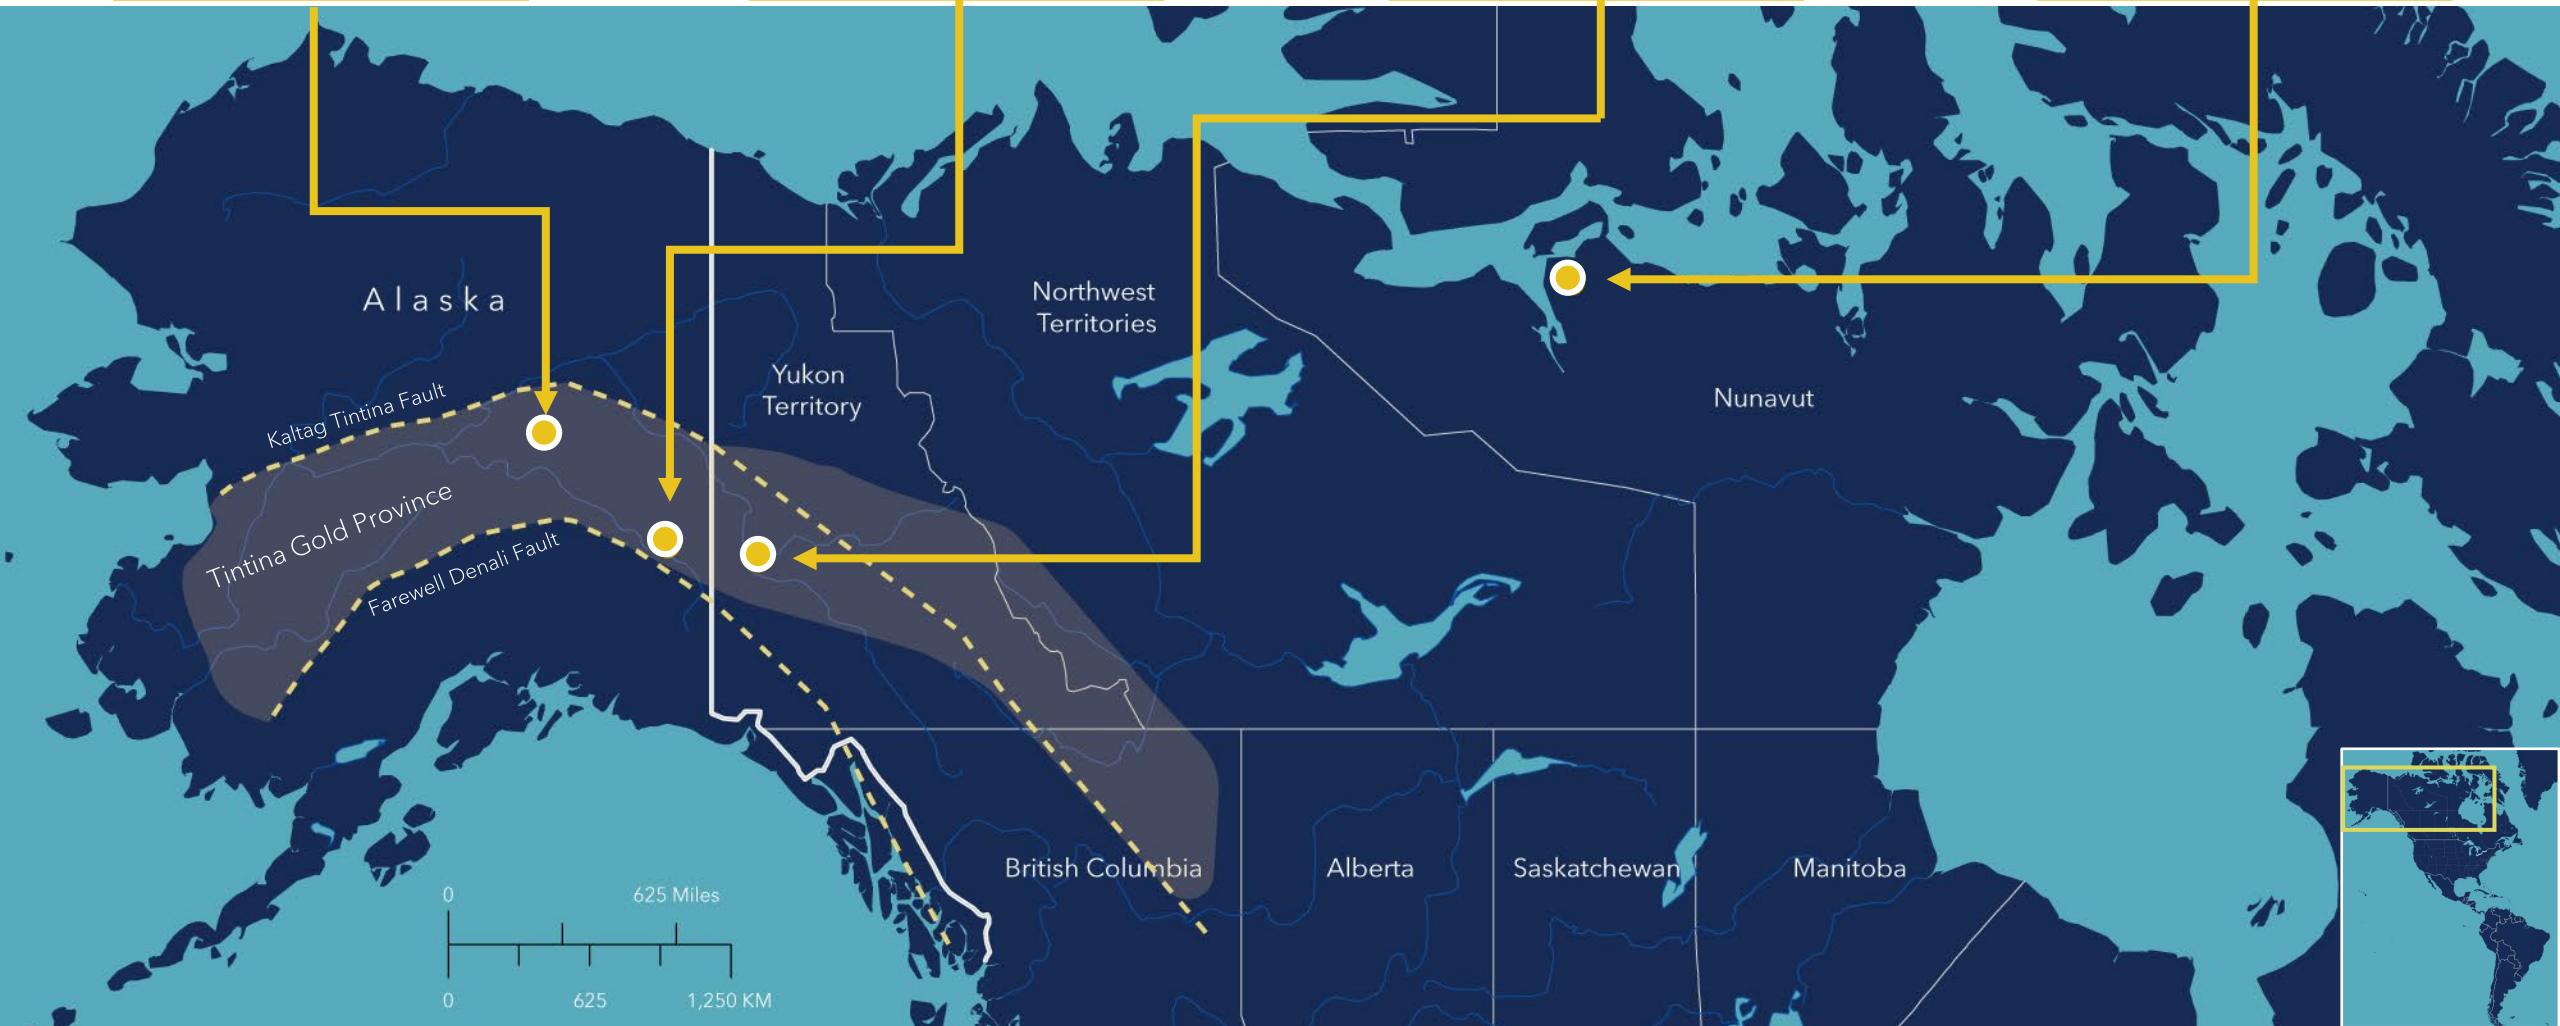 Alaska
Northwest
Territories
Yukon
Territory
Nunavut
Kaltag Tintina Fault
Tintina Gold Province
Farewell Denali Fault
British Columbia
Alberta
Saskatchewan
Manitoba
0
625 Miles
0
625
1,250 KM